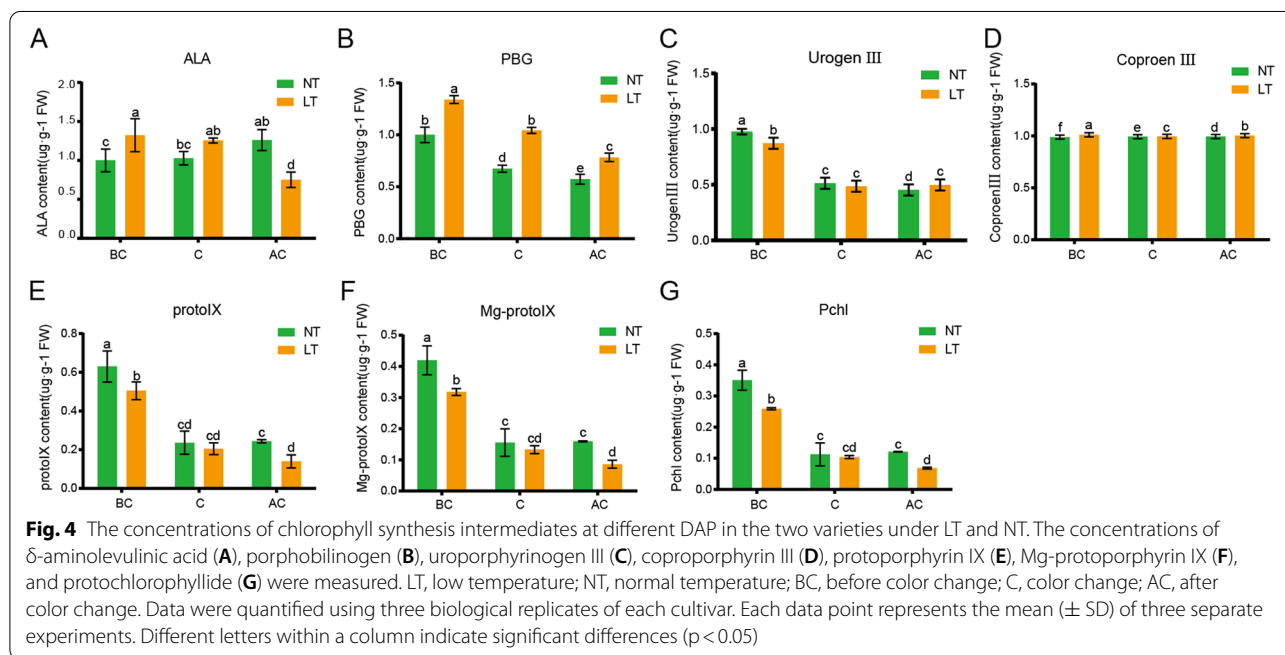 A
ALA
NT
LT
ALA content(ug·g-1 FW)
2.0
1.5
1.0
0.5
0.0
c
a
bc
ab
ab
d
BC
C
AC
B
PBG
NT
LT
PBG content(ug·g-1 FW)
1.5
1.0
0.5
0.0
b
a
d
b
e
c
BC
C
AC
C
Urogen III
NT
LT
UrogenIII content(ug·g-1 FW)
1.5
1.0
0.5
0.0
a
b
c
c
d
c
BC
C
AC
D
Coproen III
NT
LT
CoproenIII content(ug·g-1 FW)
1.5
1.0
0.5
0.0
f
a
e
c
d
b
BC
C
AC
E
protoIX
NT
LT
protoIX content(ug·g-1 FW)
0.8
0.6
0.4
0.2
0.0
a
b
cd
cd
c
d
BC
C
AC
F
Mg-protoIX
NT
LT
Mg-protoIX content(ug·g-1 FW)
0.5
0.4
0.3
0.2
0.1
0.0
a
b
c
cd
c
d
BC
C
AC
G
Pchl
NT
LT
Pchl content(ug·g-1 FW)
0.5
0.4
0.3
0.2
0.1
0.0
a
b
c
cd
c
d
BC
C
AC
Fig. 4 The concentrations of chlorophyll synthesis intermediates at different DAP in the two varieties under LT and NT. The concentrations of
δ-aminolevulinic acid (A), porphobilinogen (B), uroporphyrinogen III (C), coproporphyrin III (D), protoporphyrin IX (E), Mg-protoporphyrin IX (F),
and protochlorophyllide (G) were measured. LT, low temperature; NT, normal temperature; BC, before color change; C, color change; AC, after
color change. Data were quantified using three biological replicates of each cultivar. Each data point represents the mean (± SD) of three separate
experiments. Different letters within a column indicate significant differences (p < 0.05)